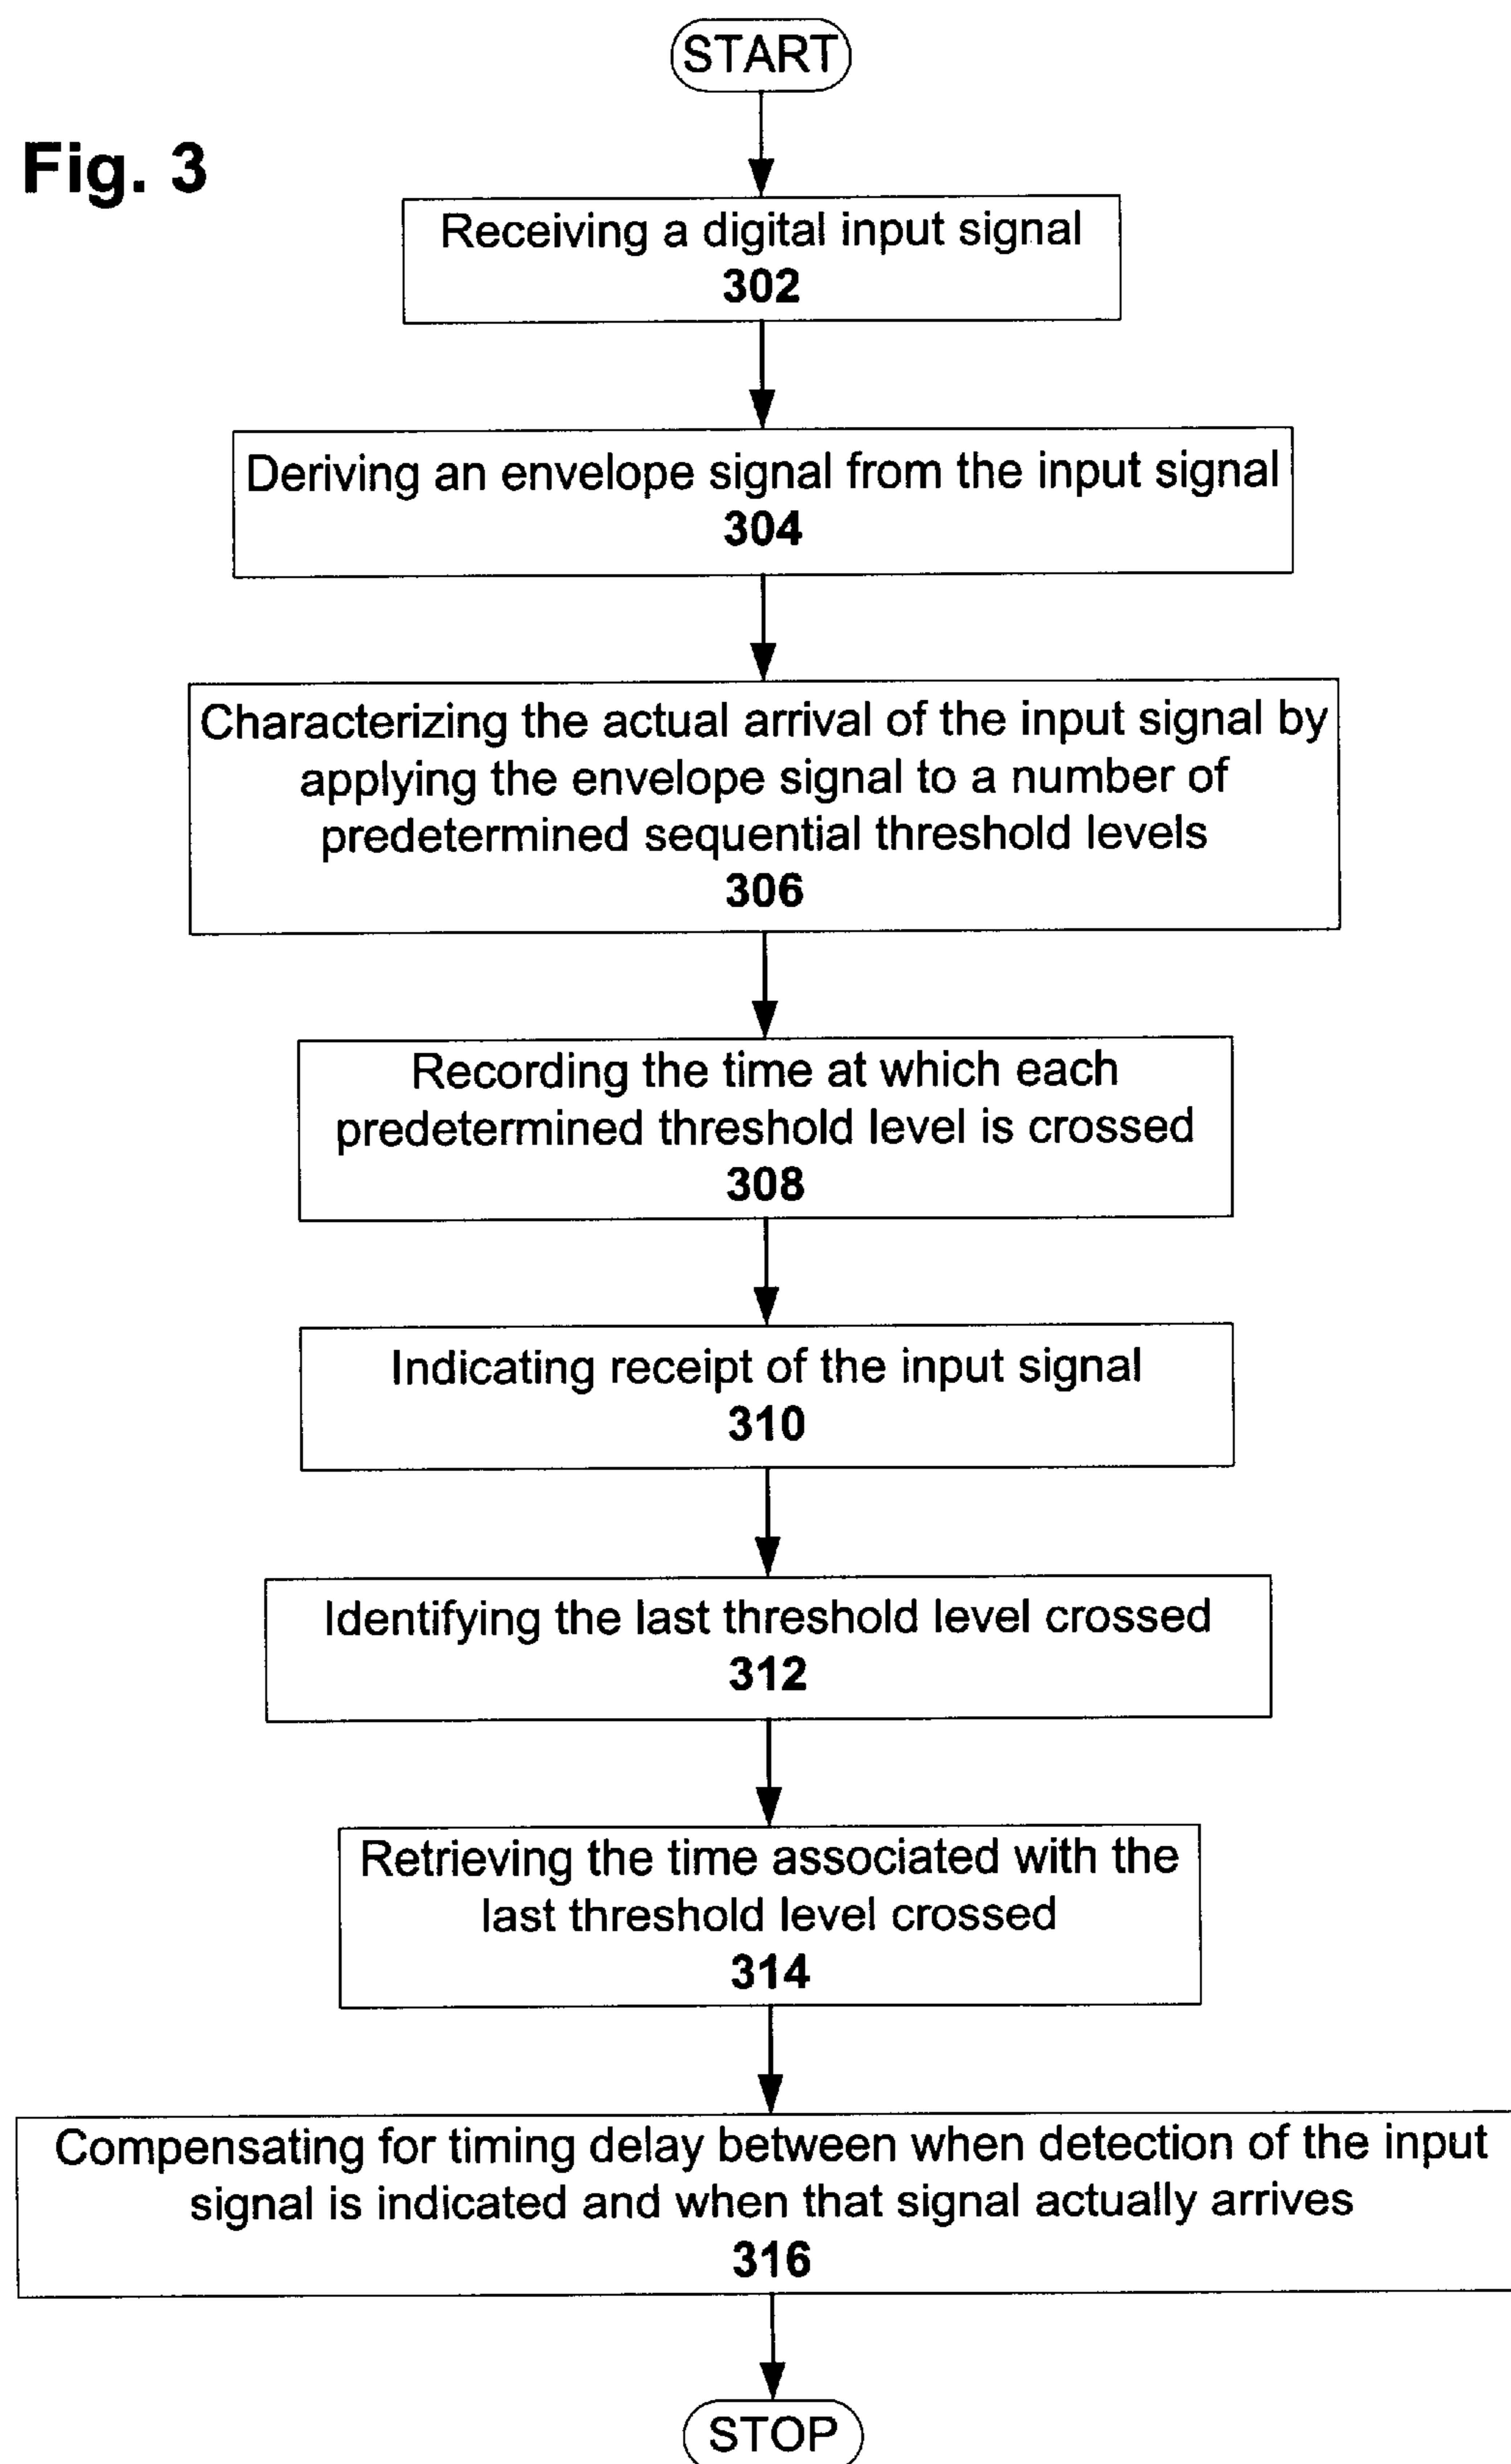 START
Fig. 3
Receiving a digital input signal
302
Deriving an envelope signal from the input signal
304
Characterizing the actual arrival of the input signal by
applying the envelope signal to a number of
predetermined sequential threshold levels
306
Recording the time at which each
predetermined threshold level is crossed
308
Indicating receipt of the input signal
310
Identifying the last threshold level crossed
312
Retrieving the time associated with the
last threshold level crossed
314
Compensating for timing delay between when detection of the input
signal is indicated and when that signal actually arrives
316
STOP